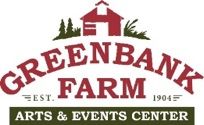 GREENBANK
FARM
EST. 1904
ARTS & EVENTS CENTER